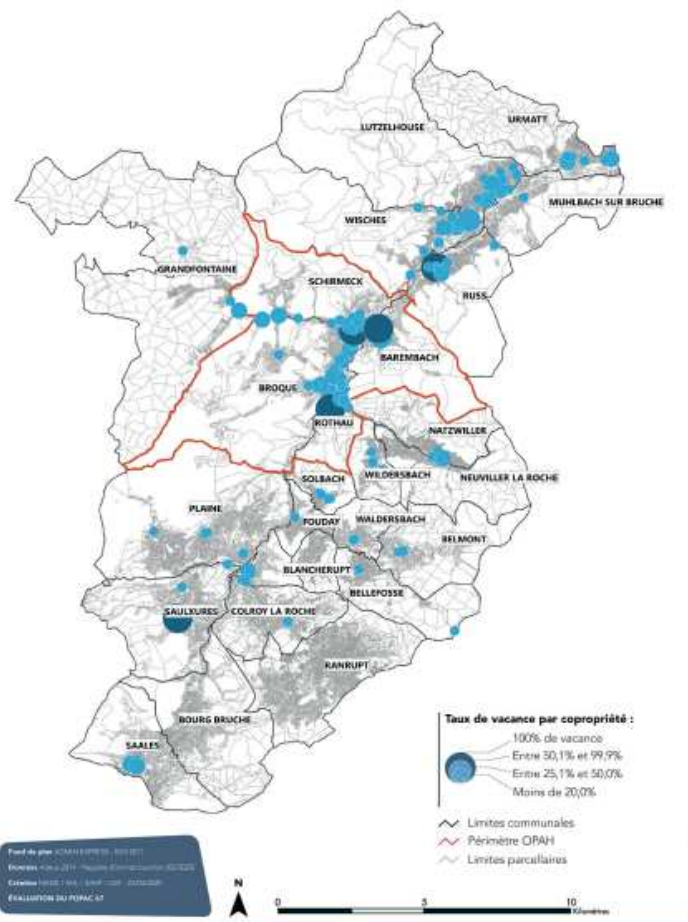 LUTZELHOUSE
URMATT
MUHLBACH SUR BRUCHE
WISCHES
GRANDFONTAINE
SCHIRMECK
RUSS
BAREMBACH
BROQUE
ROTHAU
NATZWILLER
WILDERSBACH
NEUVILLER LA ROCHE
SOLBACH
PLAINE
FOUDAY
WALDERSBACH
BELMONT
BLANCHERUPT
BELLEFOSSE
SAULXURES
COLROY LA ROCHE
RANRUPT
BOURG BRUCHE
SAALES
Taux de vacance par copropriété :
100% de vacance
Entre 50,1% et 99,9%
Entre 25,1% et 50,0%
Moins de 20,0%
Limites communales
Périmètre OPAH
Limites parcellaires
Fond de plan
ÉVALUATION DU POPAC 67
N
0 5 10
Kilomètres